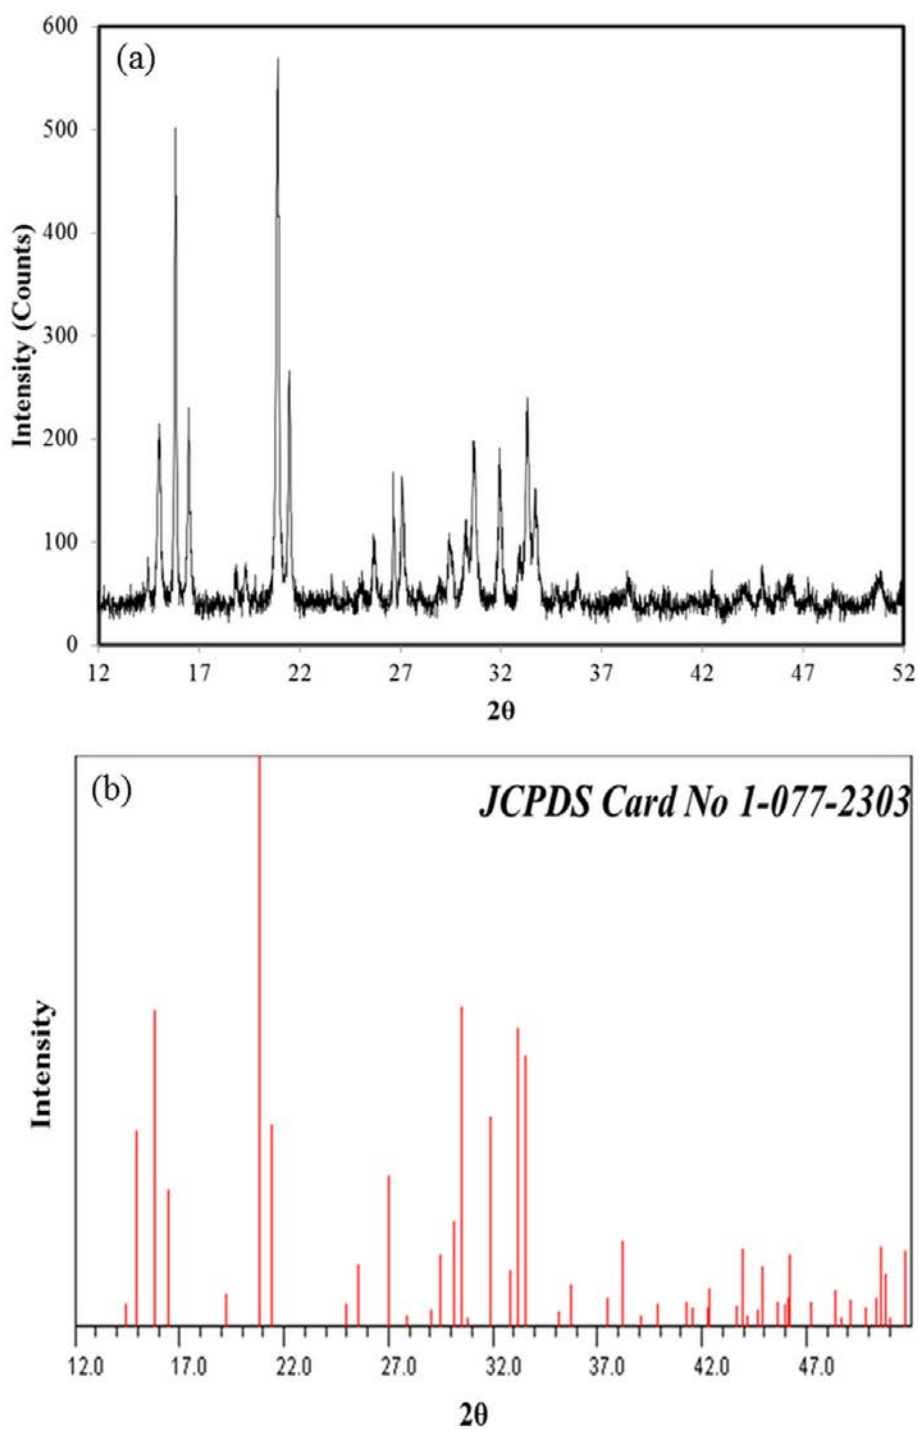 (a)
600
500
400
300
200
100
0
Intensity (Counts)
12 17 22 27 32 37 42 47 52
2θ
(b)
JCPDS Card No 1-077-2303
Intensity
12.0 17.0 22.0 27.0 32.0 37.0 42.0 47.0
2θ